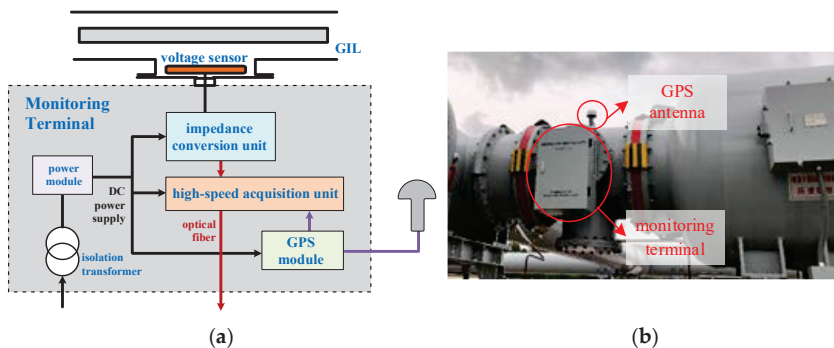 GIL
voltage sensor
Monitoring
Terminal
impedance
conversion unit
power
module
DC
power
supply
high-speed acquisition unit
optical
fiber
GPS
module
isolation
transformer
(a)
GPS
antenna
monitoring
terminal
(b)